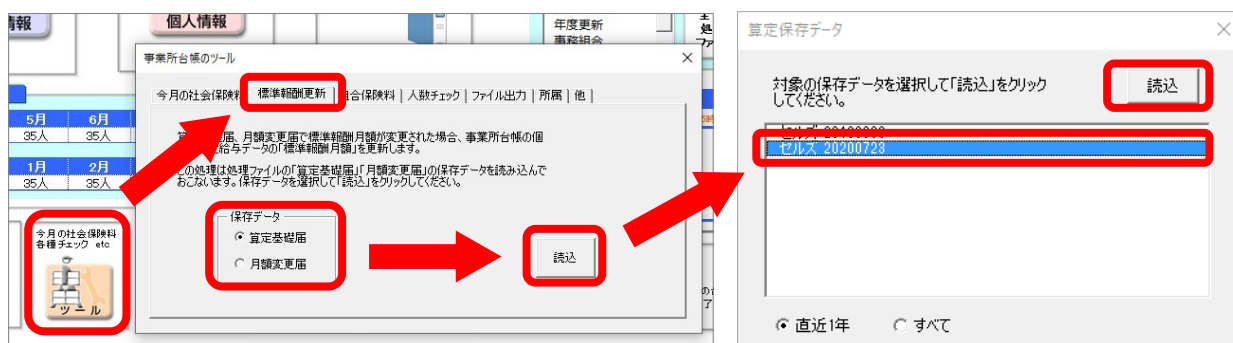 情報
個人情報
年度更新
事務組合
全
処
ファ
5月 6月
35人 35人
1月 2月
35人 35人
今月の社会保険料
各種チェック etc
ツール
事業所台帳のツール
今月の社会保険料 標準報酬更新 組合保険料 人数チェック ファイル出力 所属 他
届、月額変更届で標準報酬月額が変更された場合、事業所台帳の個
給与データの「標準報酬月額」を更新します。
この処理は処理ファイルの「算定基礎届」「月額変更届」の保存データを読み込んで
おこないます。保存データを選択して「読込」をクリックしてください。
保存データ
算定基礎届
月額変更届
読込
算定保存データ
対象の保存データを選択して「読込」をクリック
してください。
読込
セルズ 20200723
直近1年 すべて